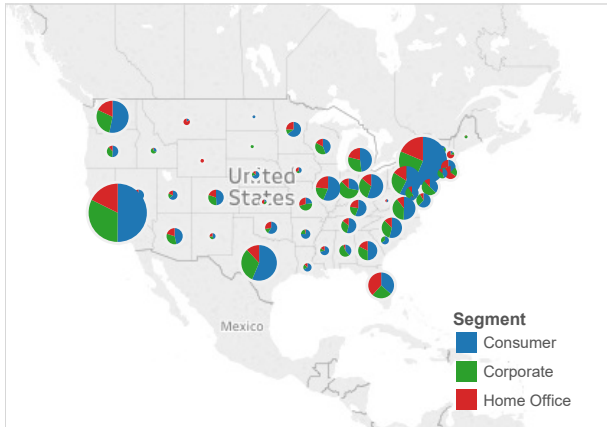 United
States
Mexico
Segment
Consumer
Corporate
Home Office